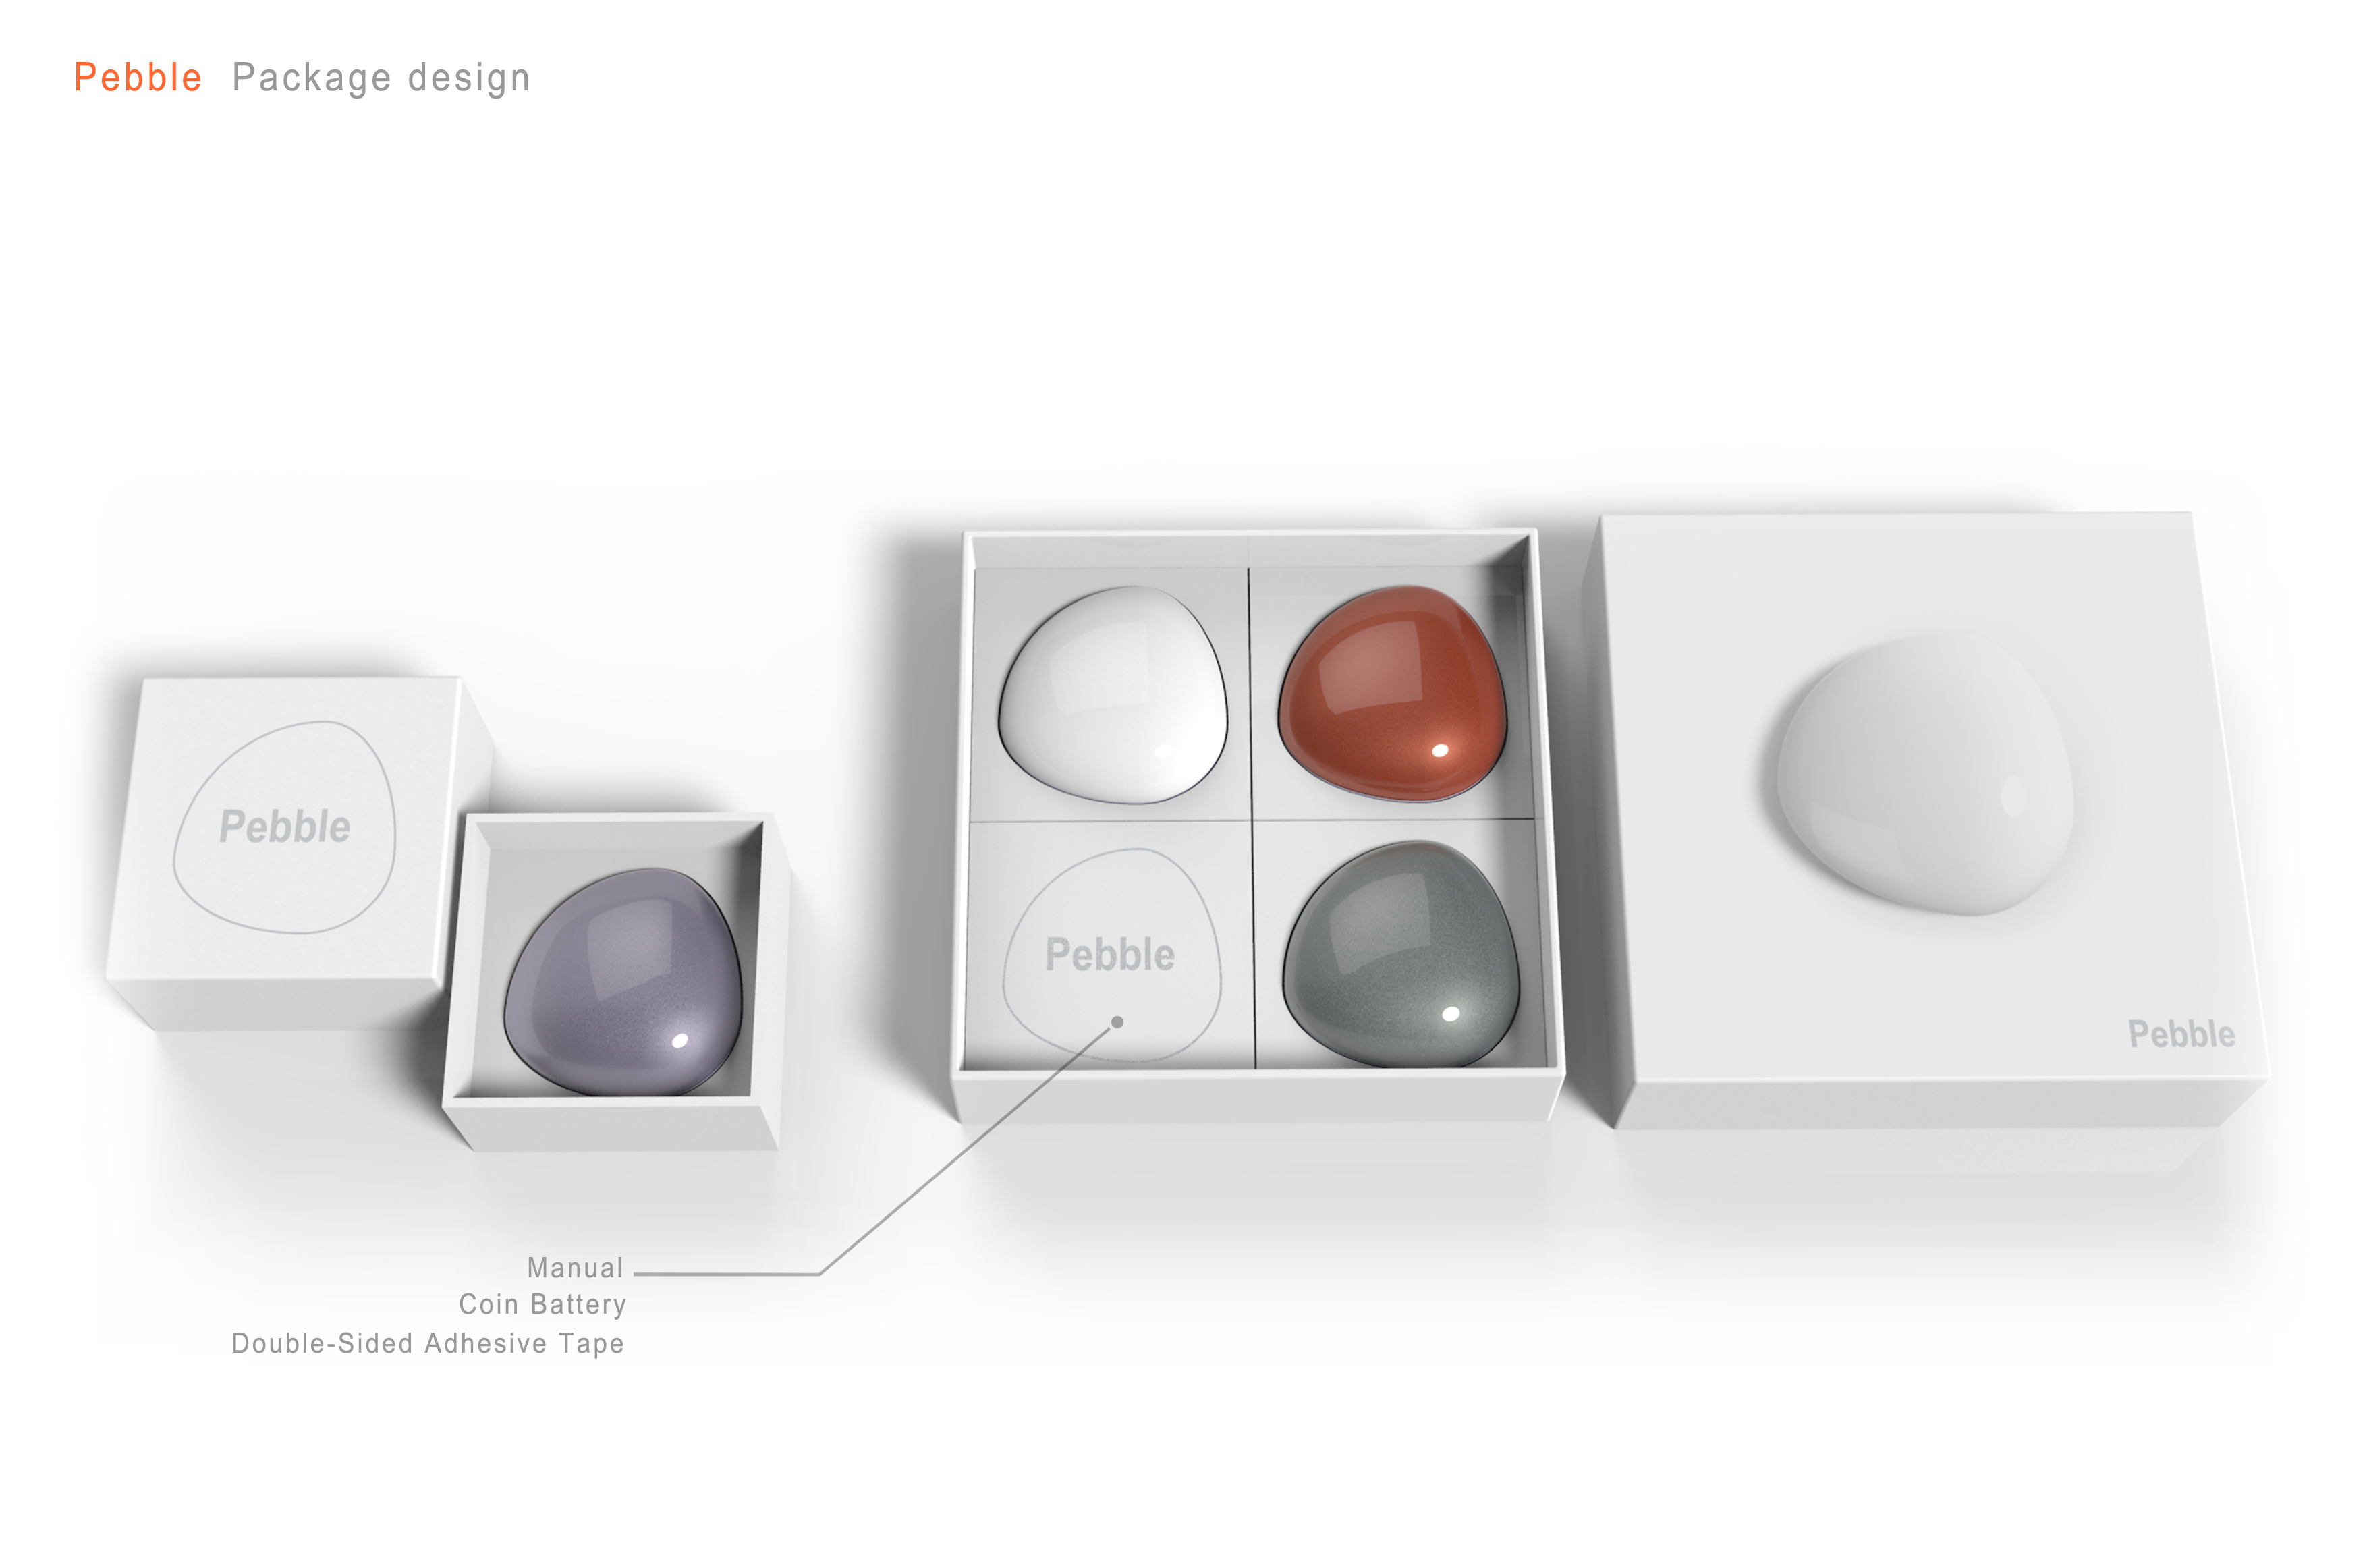 Pebble Package design
Pebble
Pebble
Pebble
Manual
Coin Battery
Double-Sided Adhesive Tape